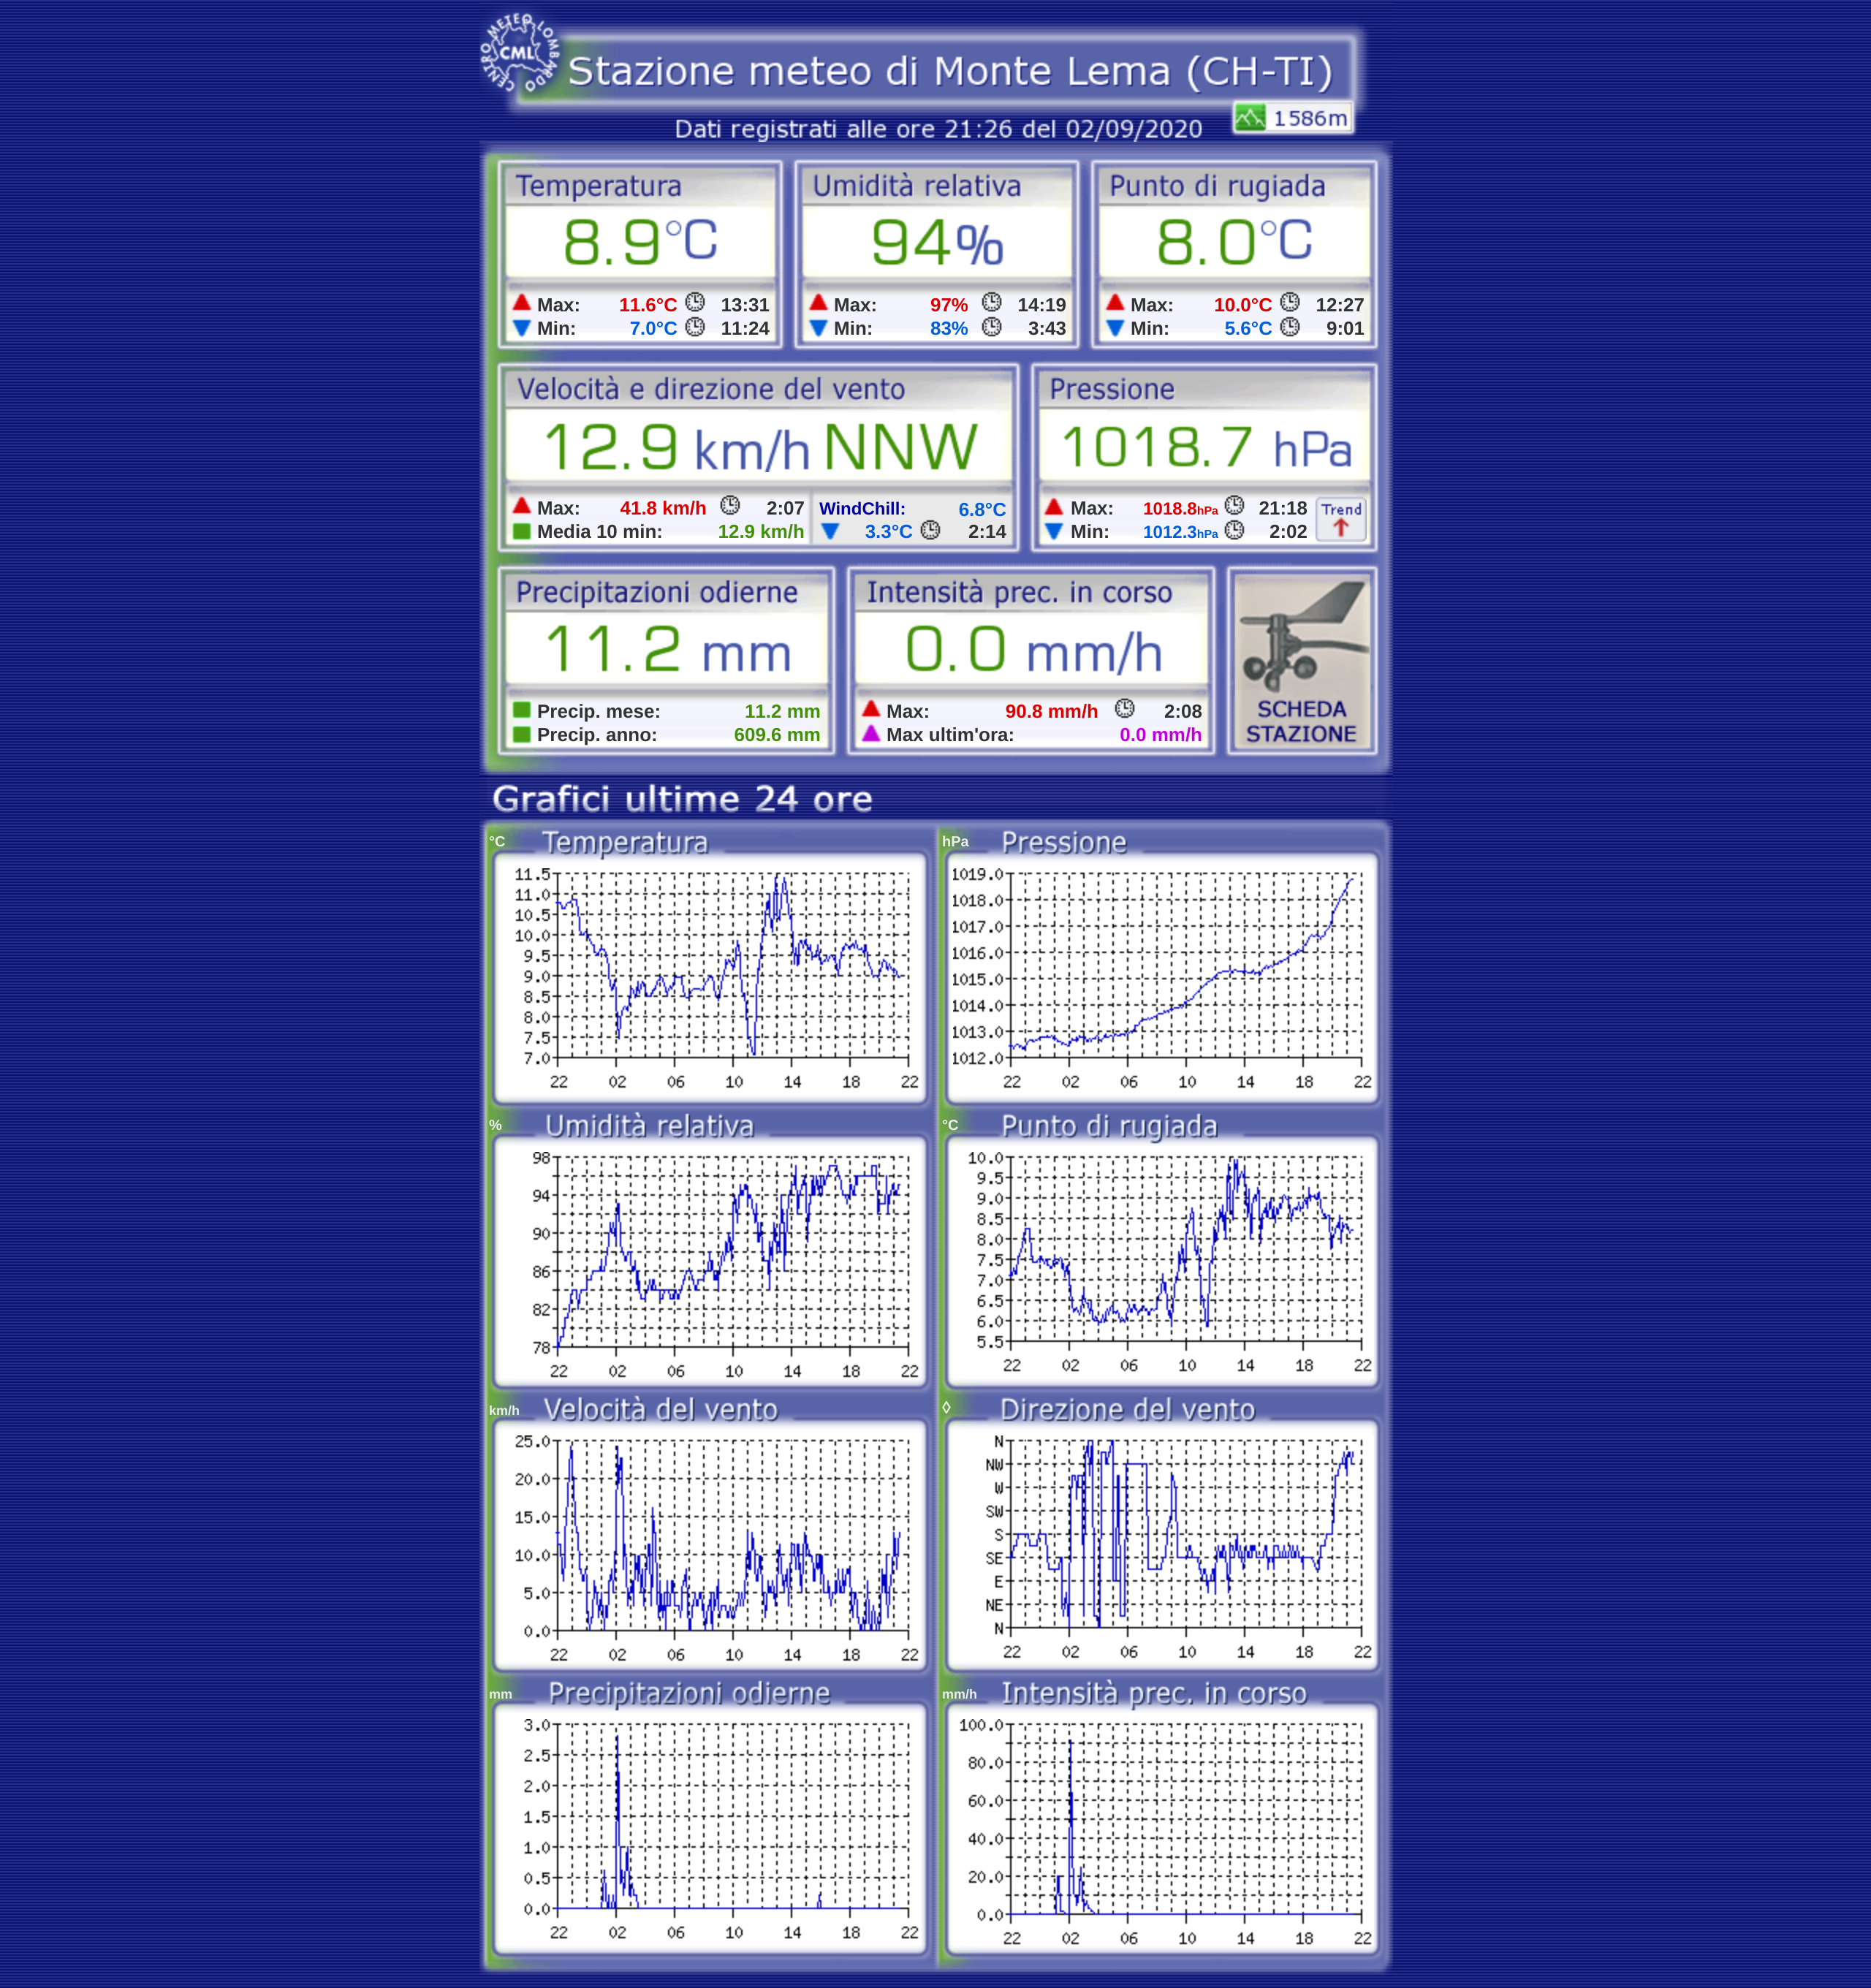 CENTRO METEO LOMBARDO
CML
Stazione meteo di Monte Lema (CH-TI)
1586m
Dati registrati alle ore 21:26 del 02/09/2020
Temperatura
8.9°C
Max: 11.6°C 13:31
Min: 7.0°C 11:24
Umidità relativa
94%
Max: 97% 14:19
Min: 83% 3:43
Punto di rugiada
8.0°C
Max: 10.0°C 12:27
Min: 5.6°C 9:01
Velocità e direzione del vento
12.9 km/h NNW
Max: 41.8 km/h 2:07
Media 10 min: 12.9 km/h
WindChill: 6.8°C
3.3°C 2:14
Pressione
1018.7 hPa
Max: 1018.8hPa 21:18
Min: 1012.3hPa 2:02
Trend
Precipitazioni odierne
11.2 mm
Precip. mese: 11.2 mm
Precip. anno: 609.6 mm
Intensità prec. in corso
0.0 mm/h
Max: 90.8 mm/h 2:08
Max ultim'ora: 0.0 mm/h
SCHEDA
STAZIONE
Grafici ultime 24 ore
°C Temperatura
11.5
11.0
10.5
10.0
9.5
9.0
8.5
8.0
7.5
7.0
22 02 06 10 14 18 22
hPa Pressione
1019.0
1018.0
1017.0
1016.0
1015.0
1014.0
1013.0
1012.0
22 02 06 10 14 18 22
% Umidità relativa
98
94
90
86
82
78
22 02 06 10 14 18 22
°C Punto di rugiada
10.0
9.5
9.0
8.5
8.0
7.5
7.0
6.5
6.0
5.5
22 02 06 10 14 18 22
km/h Velocità del vento
25.0
20.0
15.0
10.0
5.0
0.0
22 02 06 10 14 18 22
◊ Direzione del vento
N
NW
W
SW
S
SE
E
NE
N
22 02 06 10 14 18 22
mm Precipitazioni odierne
3.0
2.5
2.0
1.5
1.0
0.5
0.0
22 02 06 10 14 18 22
mm/h Intensità prec. in corso
100.0
80.0
60.0
40.0
20.0
0.0
22 02 06 10 14 18 22